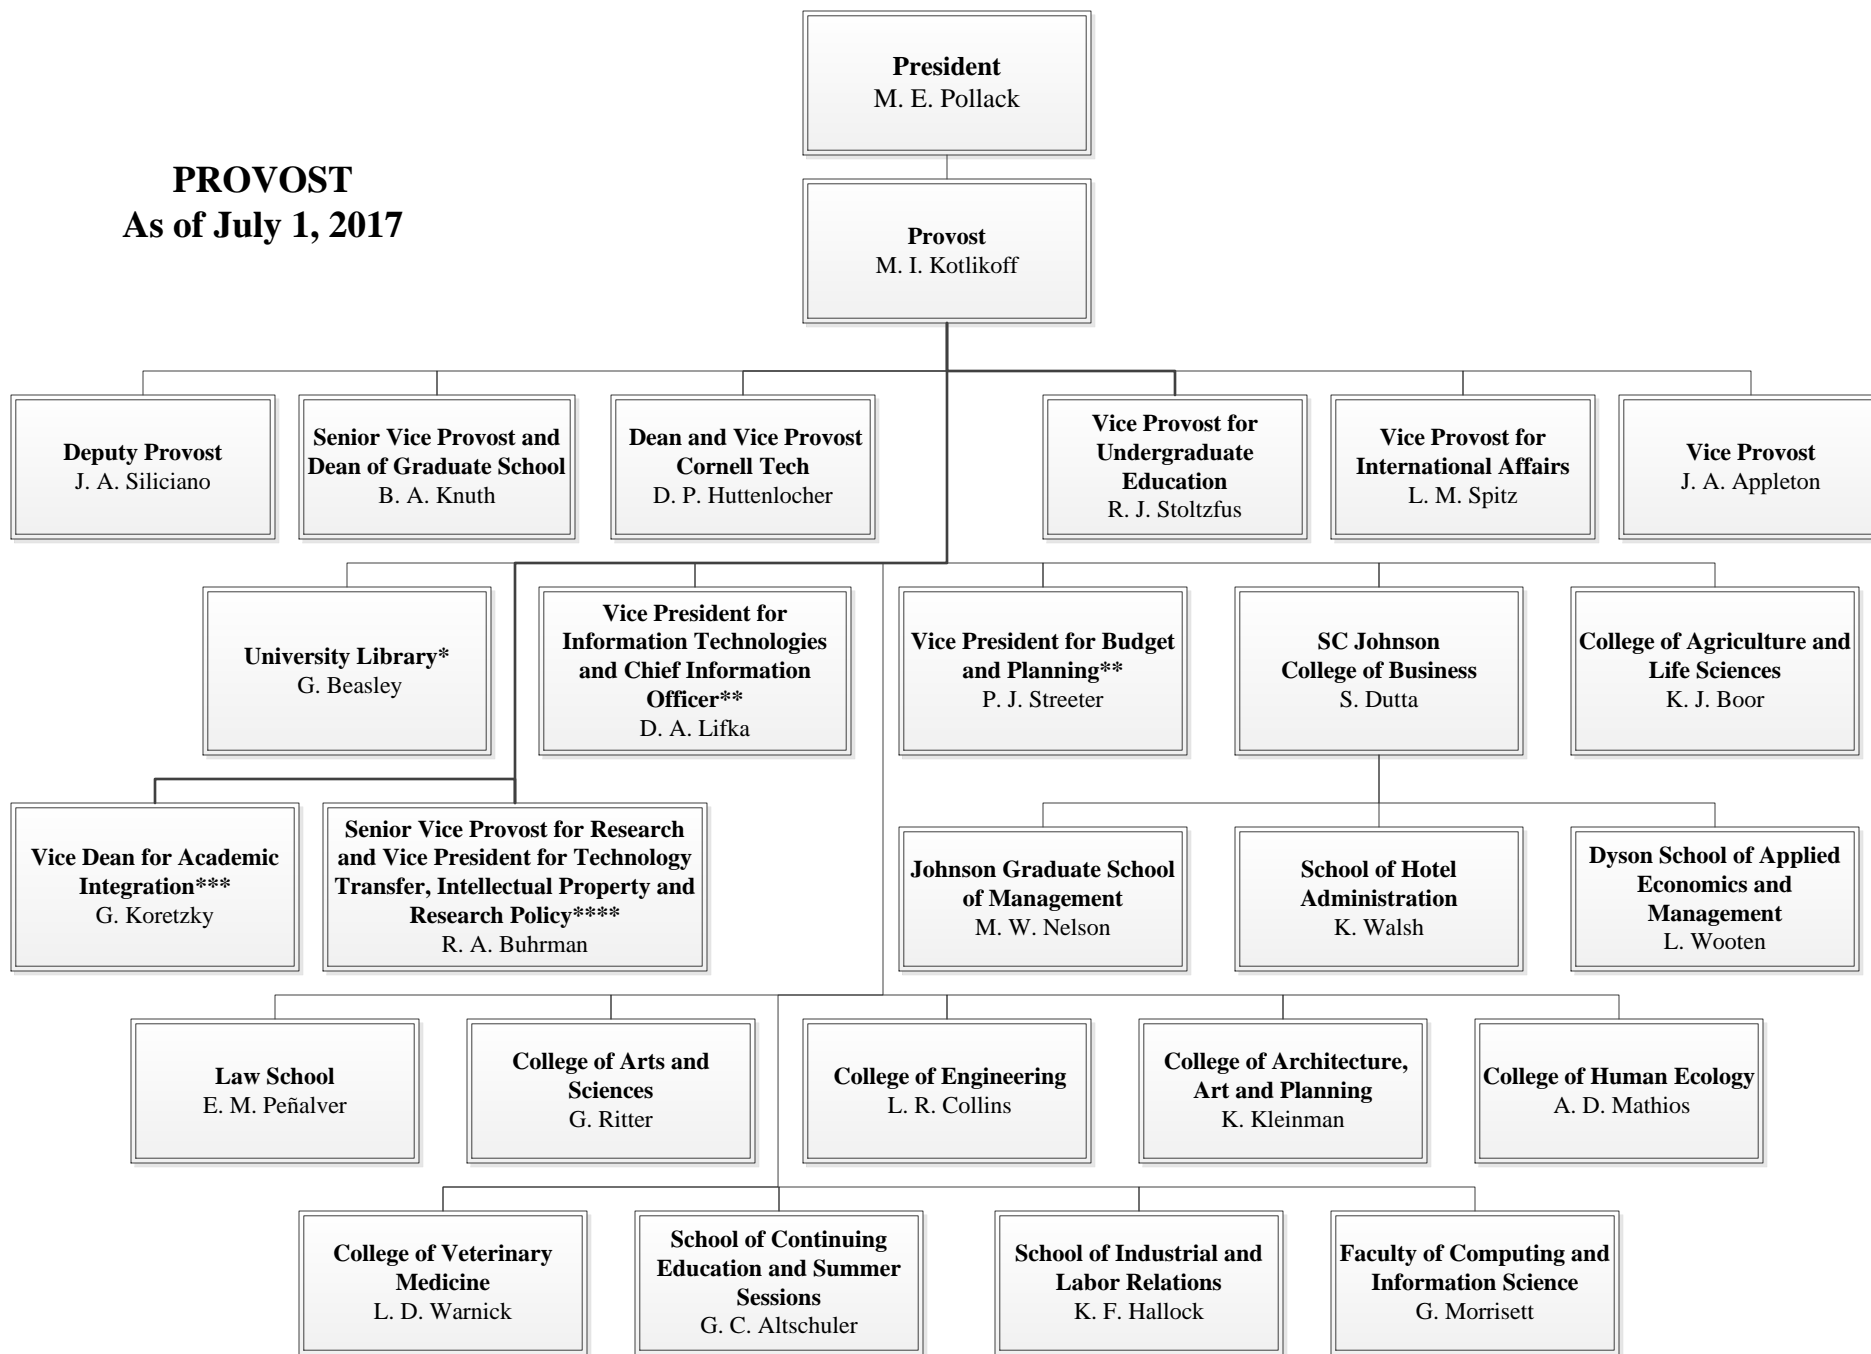 President
M. E. Pollack
PROVOST
As of July 1, 2017
Provost
M. I. Kotlikoff
Deputy Provost
J. A. Siliciano
Senior Vice Provost and
Dean of Graduate School
B. A. Knuth
Dean and Vice Provost
Cornell Tech
D. P. Huttenlocher
Vice Provost for
Undergraduate
Education
R. J. Stoltzfus
Vice Provost for
International Affairs
L. M. Spitz
Vice Provost
J. A. Appleton
University Library*
G. Beasley
Vice President for
Information Technologies
and Chief Information
Officer**
D. A. Lifka
Vice President for Budget
and Planning**
P. J. Streeter
SC Johnson
College of Business
S. Dutta
College of Agriculture and
Life Sciences
K. J. Boor
Vice Dean for Academic
Integration***
G. Koretzky
Senior Vice Provost for Research
and Vice President for Technology
Transfer, Intellectual Property and
Research Policy****
R. A. Buhrman
Johnson Graduate School
of Management
M. W. Nelson
School of Hotel
Administration
K. Walsh
Dyson School of Applied
Economics and
Management
L. Wooten
Law School
E. M. Peñalver
College of Arts and
Sciences
G. Ritter
College of Engineering
L. R. Collins
College of Architecture,
Art and Planning
K. Kleinman
College of Human Ecology
A. D. Mathios
College of Veterinary
Medicine
L. D. Warnick
School of Continuing
Education and Summer
Sessions
G. C. Altschuler
School of Industrial and
Labor Relations
K. F. Hallock
Faculty of Computing and
Information Science
G. Morrisett